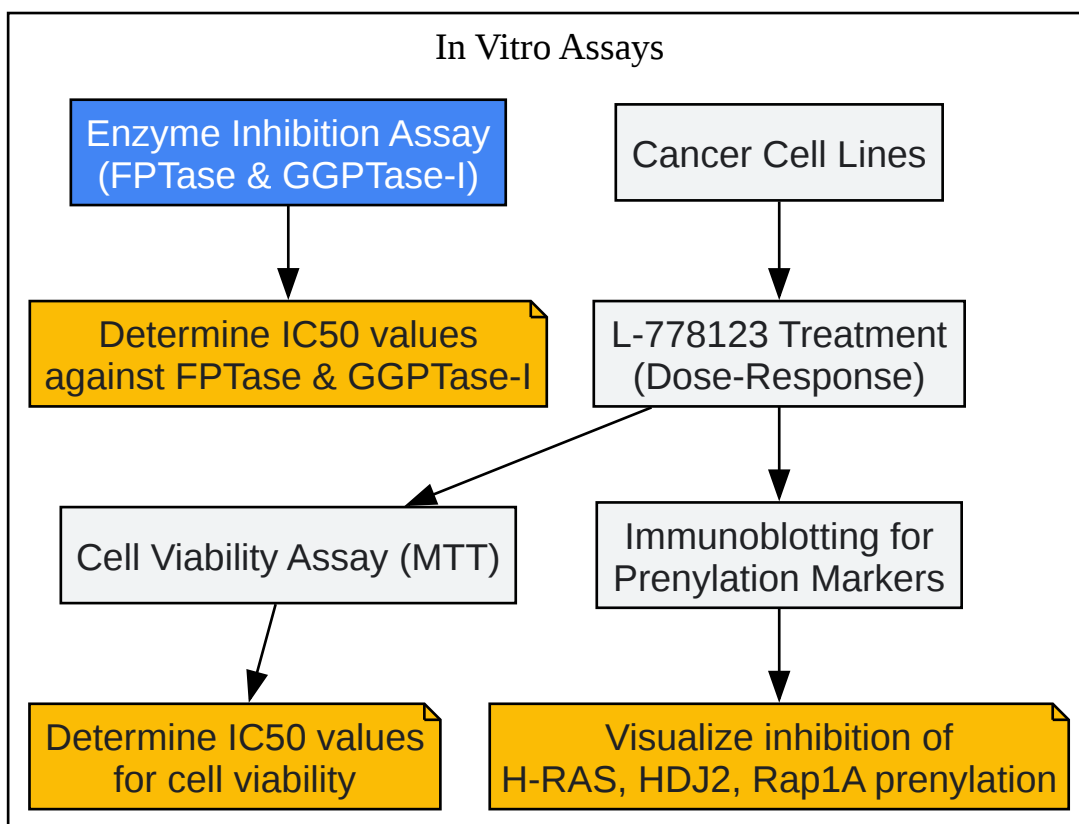 In Vitro Assays
Enzyme Inhibition Assay
(FPTase & GGPTase-I)
Cancer Cell Lines
Determine IC50 values
against FPTase & GGPTase-I
L-778123 Treatment
(Dose-Response)
Cell Viability Assay (MTT)
Immunoblotting for
Prenylation Markers
Determine IC50 values
for cell viability
Visualize inhibition of
H-RAS, HDJ2, Rap1A prenylation